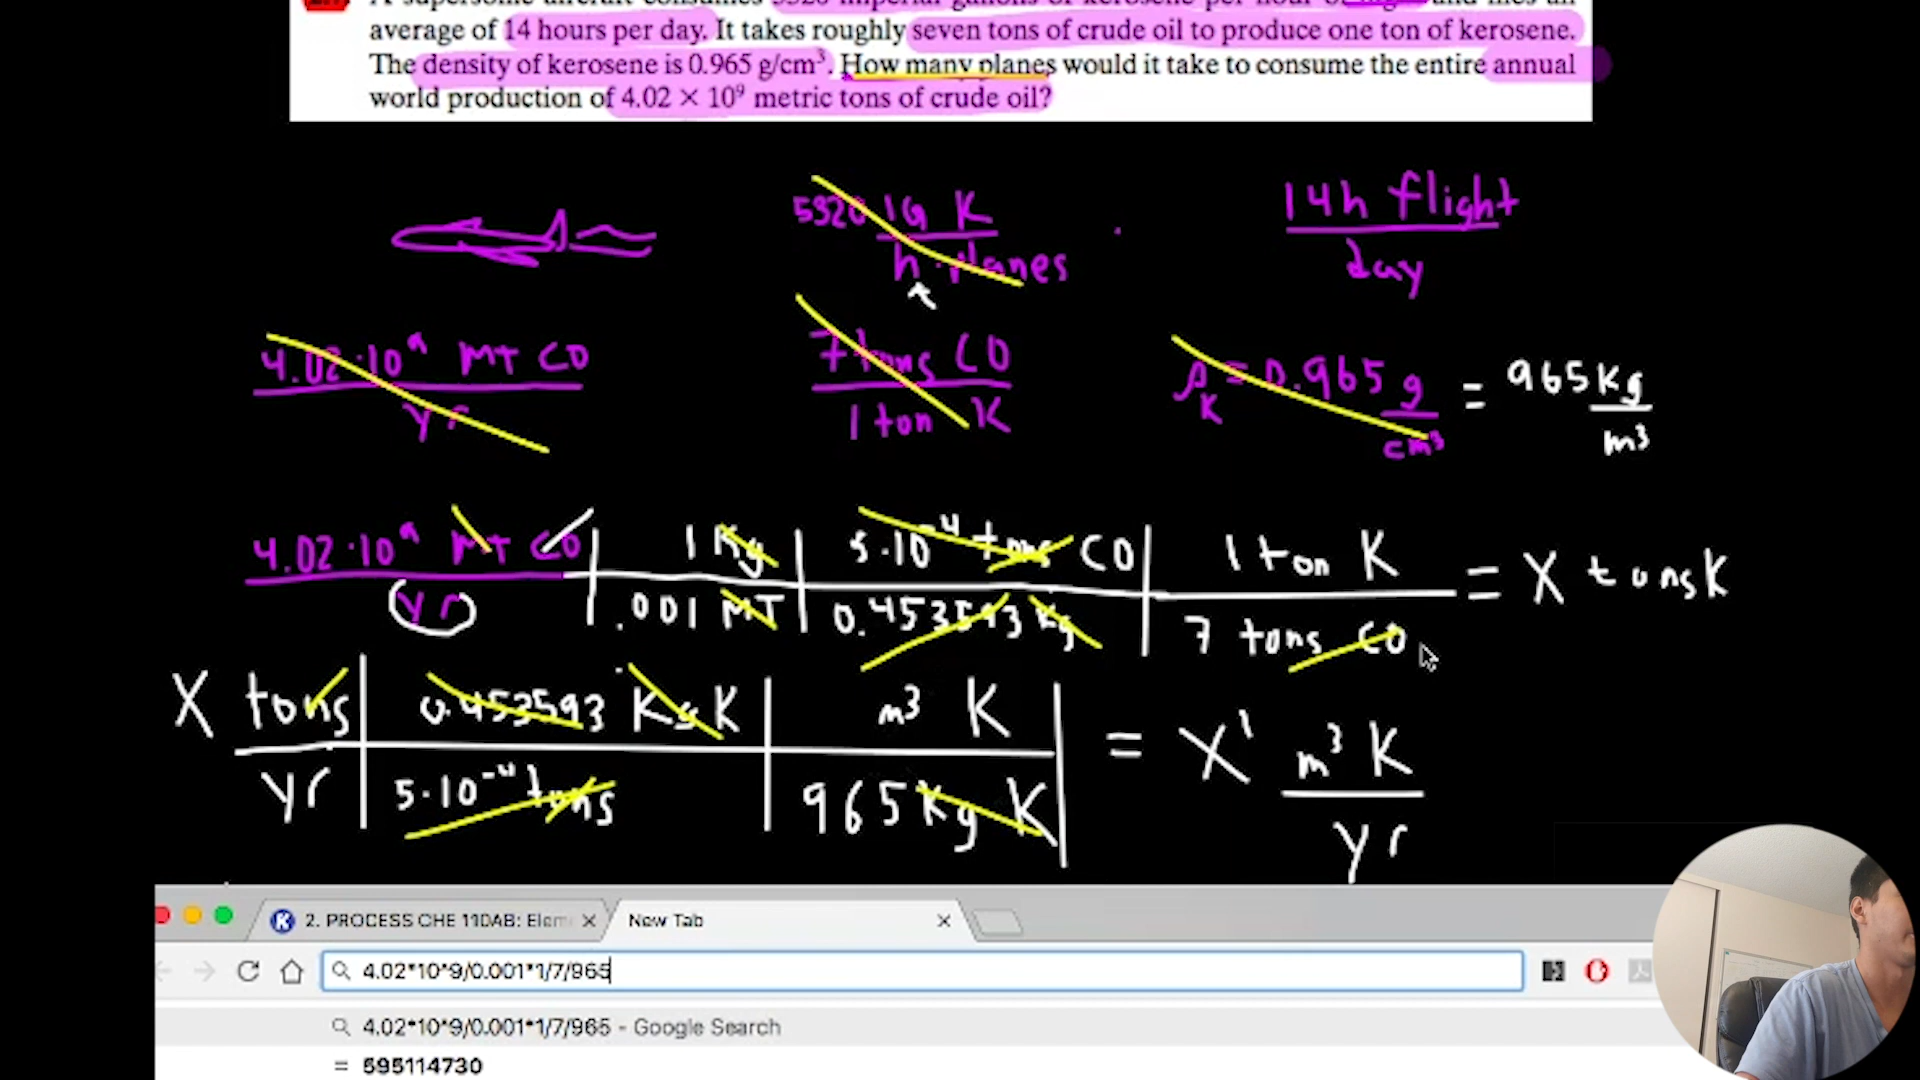 average of 14 hours per day. It takes roughly seven tons of crude oil to produce one ton of kerosene.
The density of kerosene is 0.965 g/cm³. How many planes would it take to consume the entire annual
world production of 4.02 × 10⁹ metric tons of crude oil?
5320 IG K / h · planes
14h flight / day
4.02·10⁹ MT CO / yr
7 tons CO / 1 ton K
ρK = 0.965 g/cm³ = 965 Kg/m³
4.02·10⁹ MT CO / yr | 1 Kg / .001 MT | 5·10⁻⁴ tons CO / 0.453593 Kg | 1 ton K / 7 tons CO = X tons K
X tons / yr | 0.453593 Kg K / 5·10⁻⁴ tons | m³ K / 965 Kg K | = X' m³ K / yr
2. PROCESS CHE 110AB: Elem New Tab
4.02*10^9/0.001*1/7/965
4.02*10^9/0.001*1/7/965 - Google Search
= 595114730